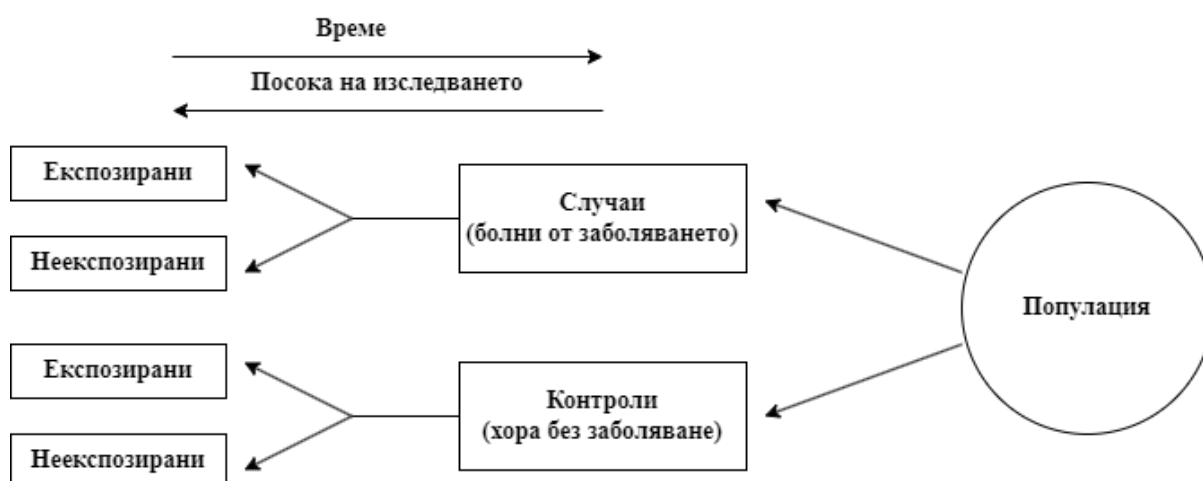 Време
Посока на изследването
Експозирани
Неекспозирани
Случаи
(болни от заболяването)
Популация
Експозирани
Неекспозирани
Контроли
(хора без заболяване)